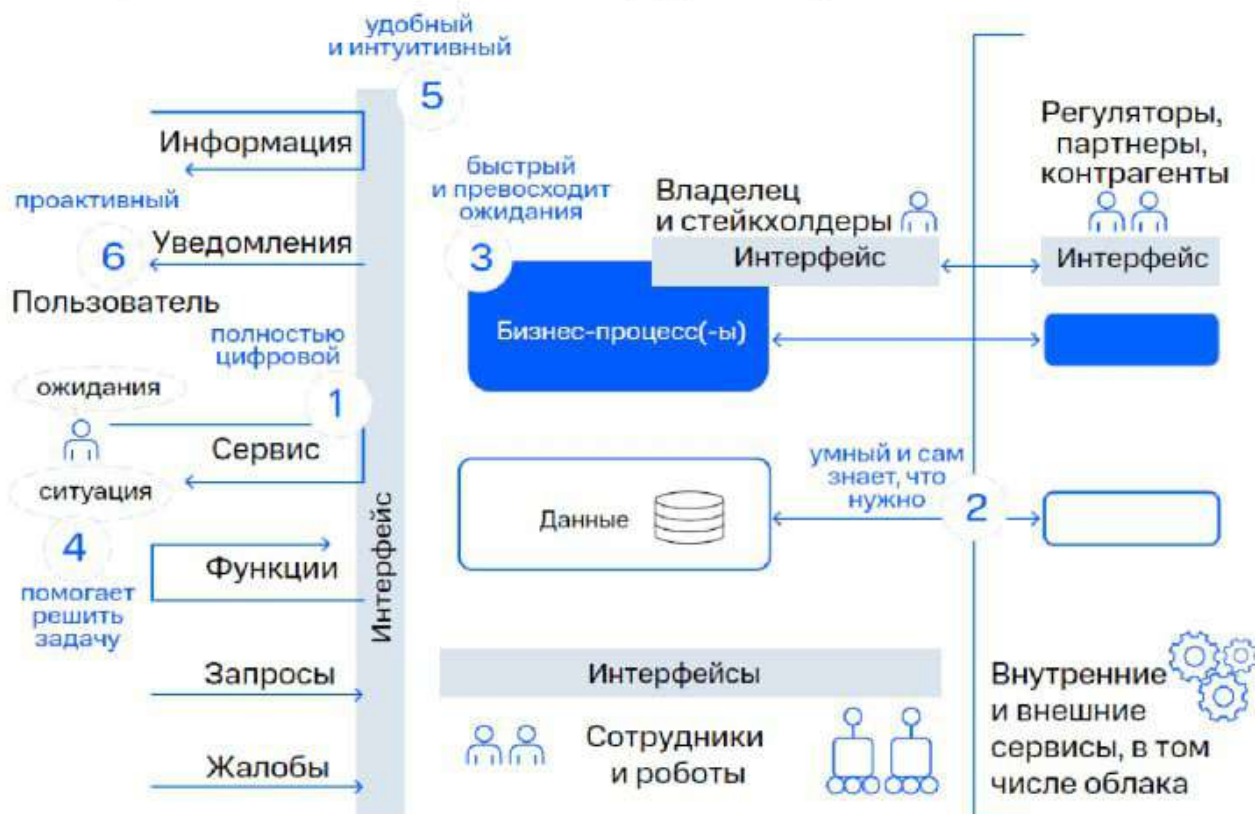 удобный
и интуитивный
5
Информация
проактивный
6
Уведомления
Пользователь
полностью
цифровой
1
ожидания
Сервис
ситуация
4
Функции
помогает
решить
задачу
Запросы
Жалобы
Интерфейс
быстрый
и превосходит
ожидания
3
Владелец
и стейкхолдеры
Интерфейс
Бизнес-процесс(-ы)
Данные
умный и сам
знает, что
нужно
2
Интерфейсы
Сотрудники
и роботы
Регуляторы,
партнеры,
контрагенты
Интерфейс
Внутренние
и внешние
сервисы, в том
числе облака